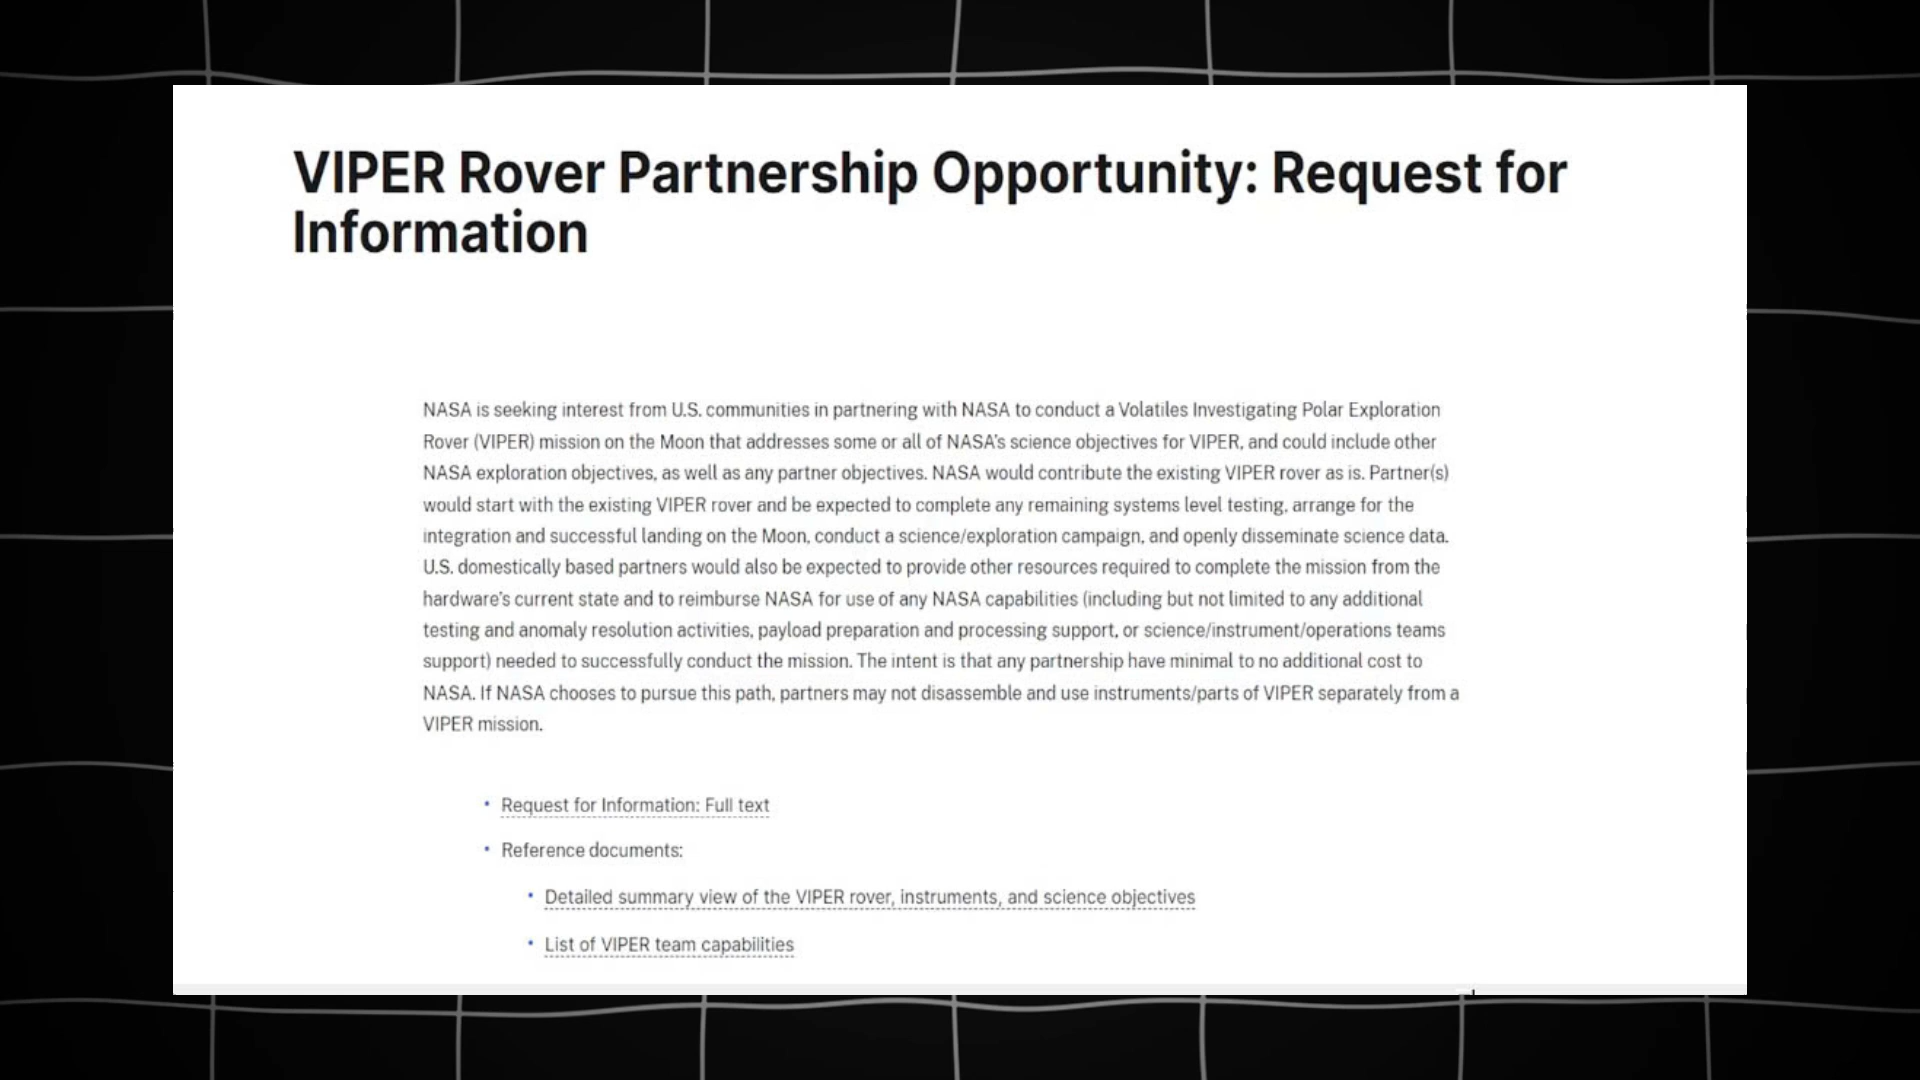 VIPER Rover Partnership Opportunity: Request for
Information
NASA is seeking interest from U.S. communities in partnering with NASA to conduct a Volatiles Investigating Polar Exploration
Rover (VIPER) mission on the Moon that addresses some or all of NASA's science objectives for VIPER, and could include other
NASA exploration objectives, as well as any partner objectives. NASA would contribute the existing VIPER rover as is. Partner(s)
would start with the existing VIPER rover and be expected to complete any remaining systems level testing, arrange for the
integration and successful landing on the Moon, conduct a science/exploration campaign, and openly disseminate science data.
U.S. domestically based partners would also be expected to provide other resources required to complete the mission from the
hardware's current state and to reimburse NASA for use of any NASA capabilities (including but not limited to any additional
testing and anomaly resolution activities, payload preparation and processing support, or science/instrument/operations teams
support) needed to successfully conduct the mission. The intent is that any partnership have minimal to no additional cost to
NASA. If NASA chooses to pursue this path, partners may not disassemble and use instruments/parts of VIPER separately from a
VIPER mission.
• Request for Information: Full text
• Reference documents:
• Detailed summary view of the VIPER rover, instruments, and science objectives
• List of VIPER team capabilities